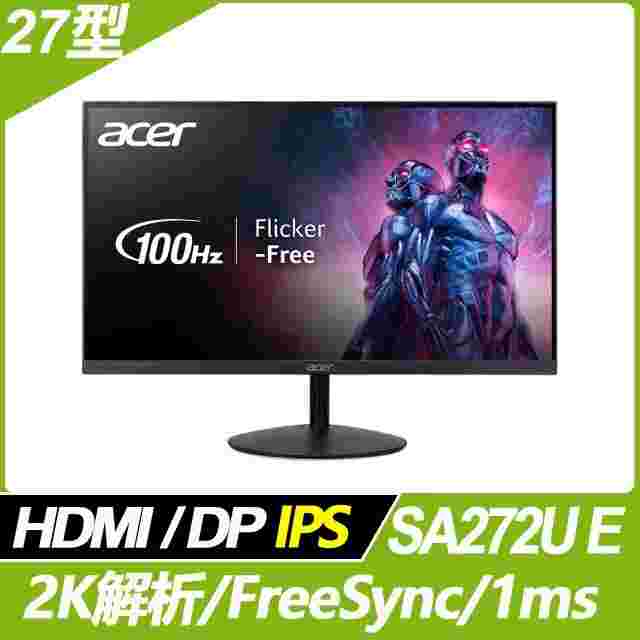 27型
acer
100Hz
Flicker
-Free
acer
HDMI / DP IPS SA272U E
2K解析/FreeSync/1ms